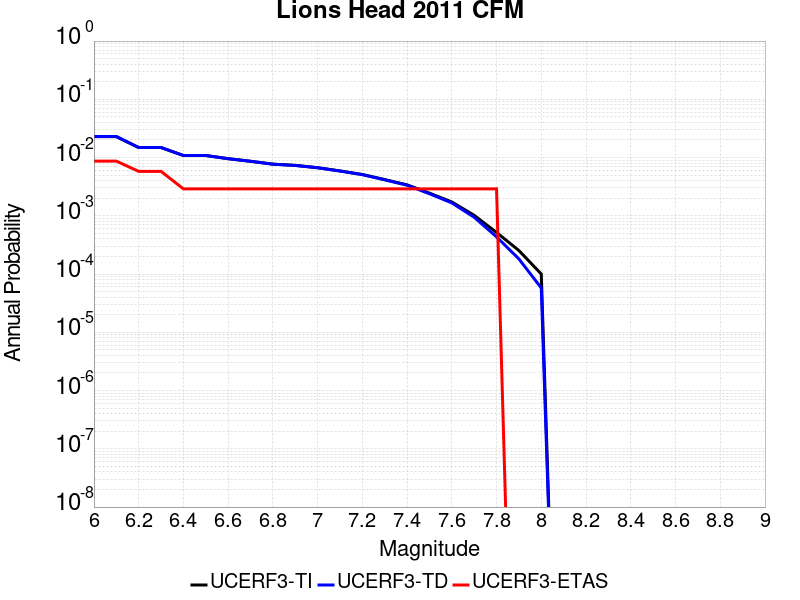 Lions Head 2011 CFM
10^0
10^-1
10^-2
10^-3
10^-4
10^-5
10^-6
10^-7
10^-8
Annual Probability
6 6.2 6.4 6.6 6.8 7 7.2 7.4 7.6 7.8 8 8.2 8.4 8.6 8.8 9
Magnitude
UCERF3-TI UCERF3-TD UCERF3-ETAS